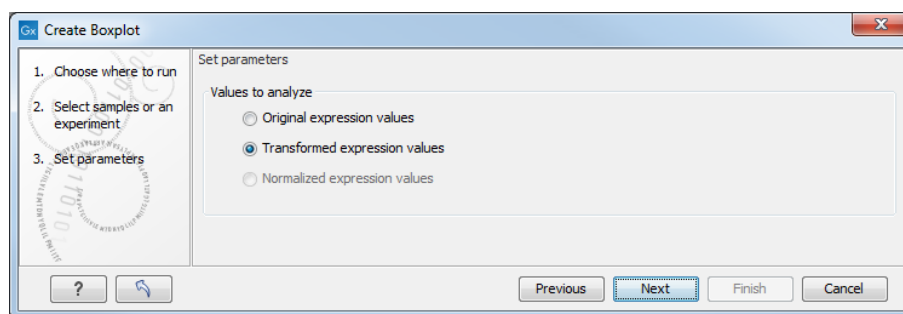 Gx Create Boxplot
X
1. Choose where to run
2. Select samples or an
experiment
3. Set parameters
Set parameters
Values to analyze
Original expression values
Transformed expression values
Normalized expression values
?
Previous
Next
Finish
Cancel